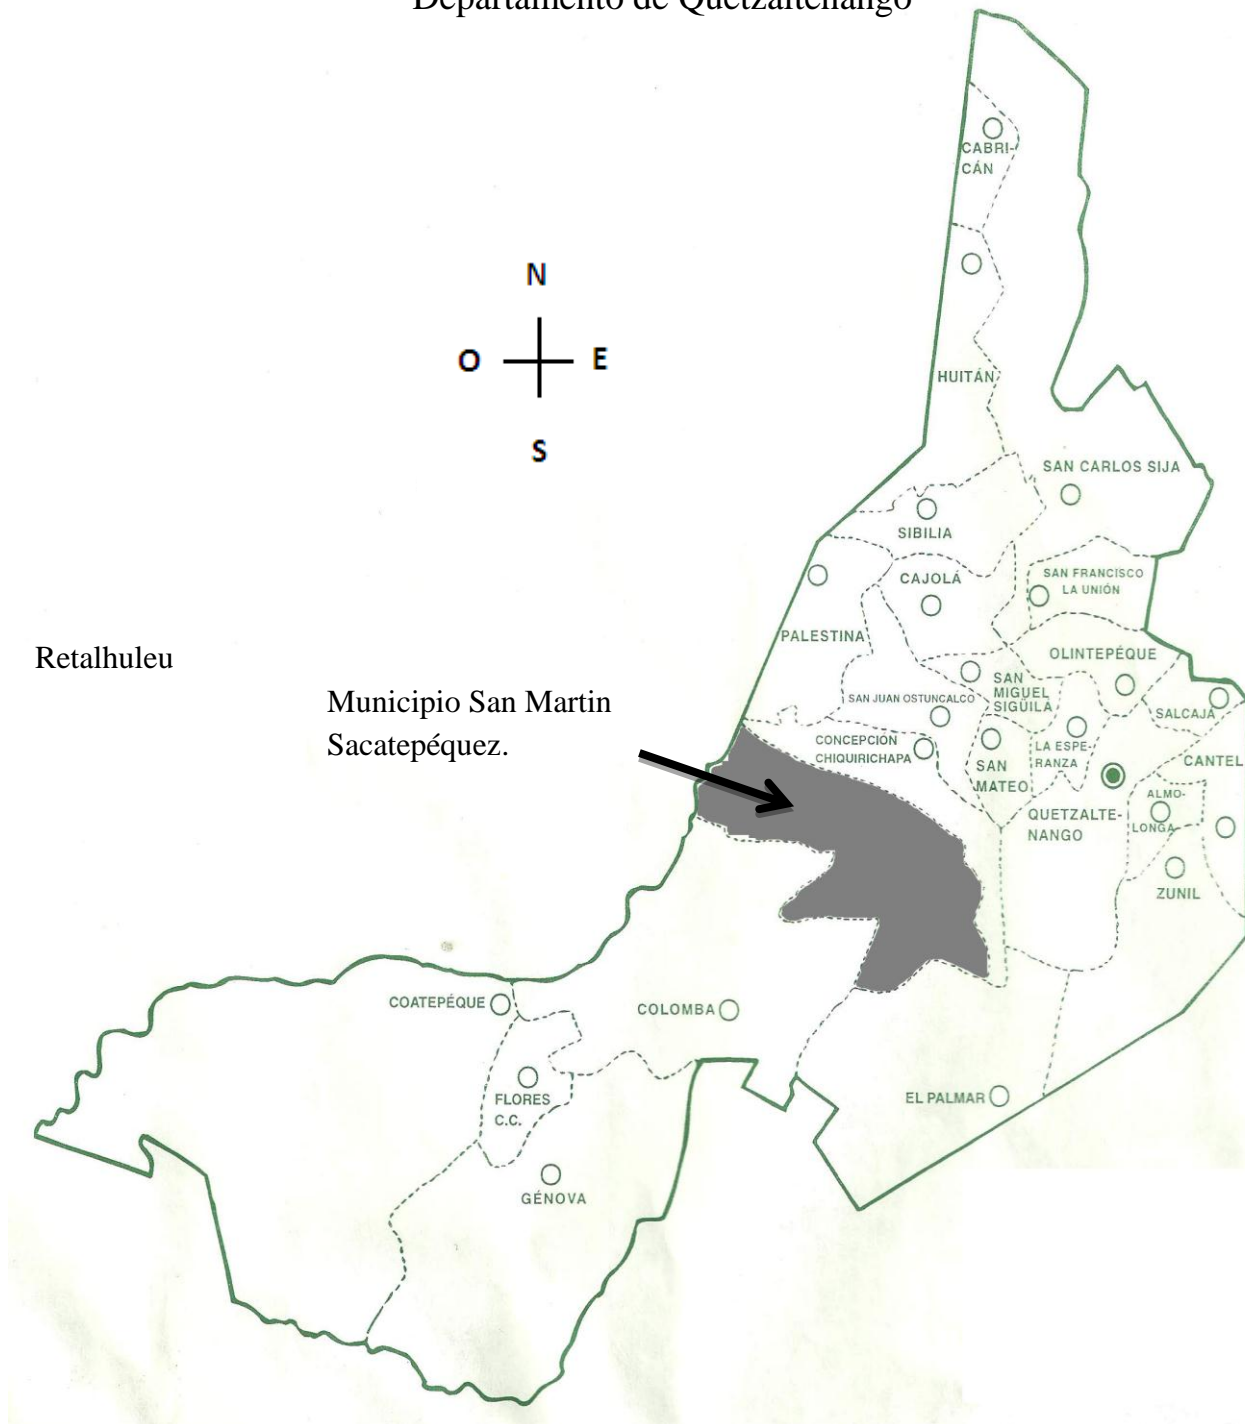 Departamento de Quetzaltenango
CABRI-
CÁN
N
O
E
S
HUITÁN
SAN CARLOS SIJA
SIBILIA
CAJOLÁ
SAN FRANCISCO
LA UNIÓN
PALESTINA
OLINTEPÉQUE
Retalhuleu
SAN
MIGUEL
SIGÜILA
SAN JUAN OSTUNCALCO
SALCAJÁ
Municipio San Martin
Sacatepéquez.
CONCEPCIÓN
CHIQUIRICHAPA
LA ESPE-
RANZA
CANTEL
SAN
MATEO
ALMO-
LONGA
QUETZALTE-
NANGO
ZUNIL
COATEPÉQUE
COLOMBA
FLORES
C.C.
EL PALMAR
GÉNOVA